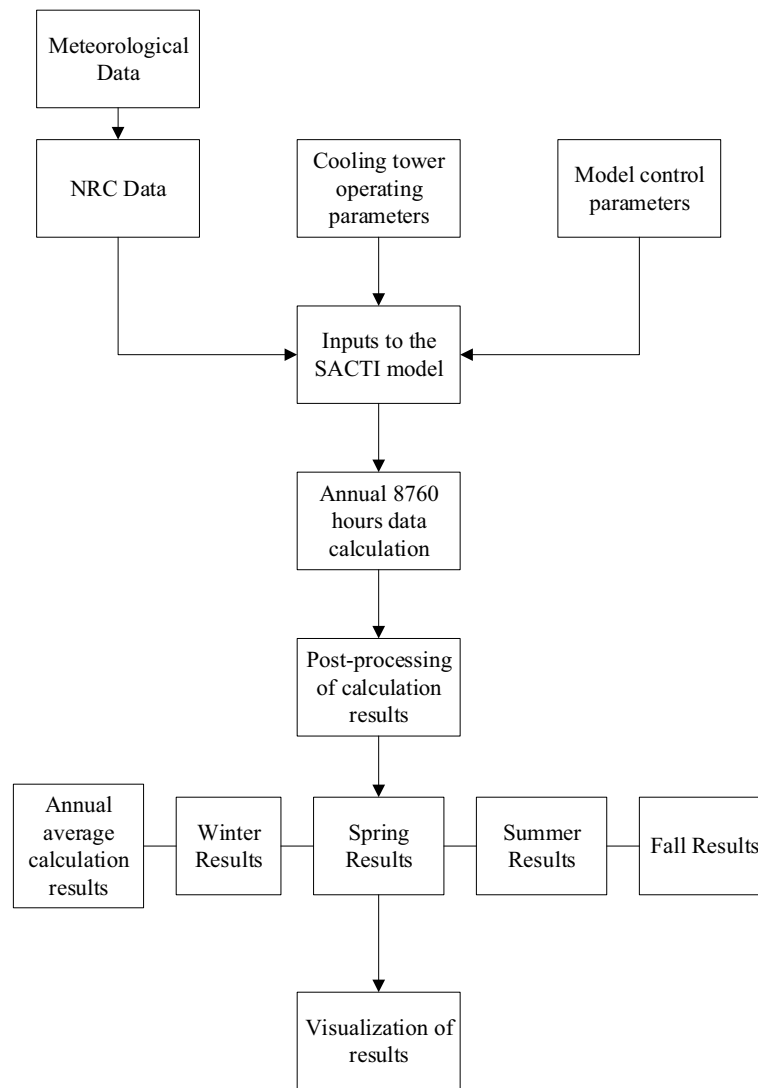 Meteorological
Data
NRC Data
Cooling tower
operating
parameters
Model control
parameters
Inputs to the
SACTI model
Annual 8760
hours data
calculation
Post-processing
of calculation
results
Annual
average
calculation
results
Winter
Results
Spring
Results
Summer
Results
Fall Results
Visualization of
results